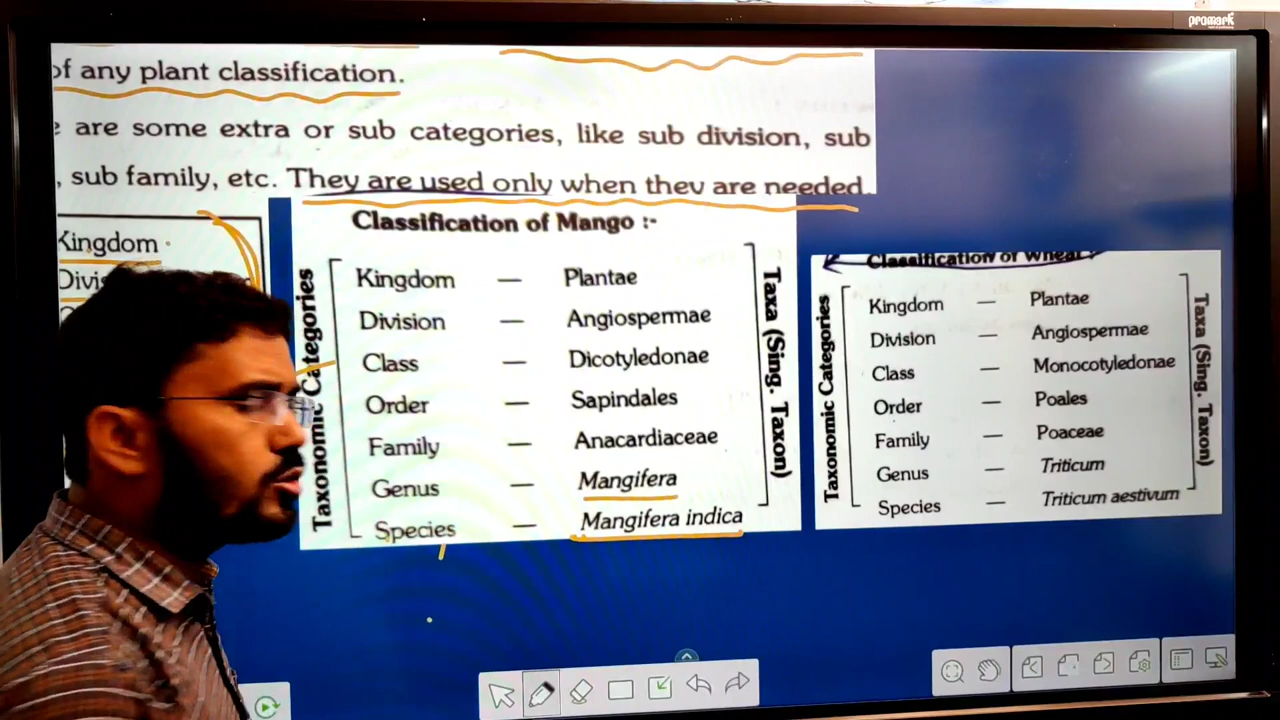 promark
of any plant classification.
are some extra or sub categories, like sub division, sub
, sub family, etc. They are used only when they are needed
Kingdom
Divis
Classification of Mango :-
Taxonomic Categories
Kingdom — Plantae
Division — Angiospermae
Class — Dicotyledonae
Order — Sapindales
Family — Anacardiaceae
Genus — Mangifera
Species — Mangifera indica
Taxa (Sing. Taxon)
Classification of Wheat
Taxonomic Categories
Kingdom — Plantae
Division — Angiospermae
Class — Monocotyledonae
Order — Poales
Family — Poaceae
Genus — Triticum
Species — Triticum aestivum
Taxa (Sing. Taxon)